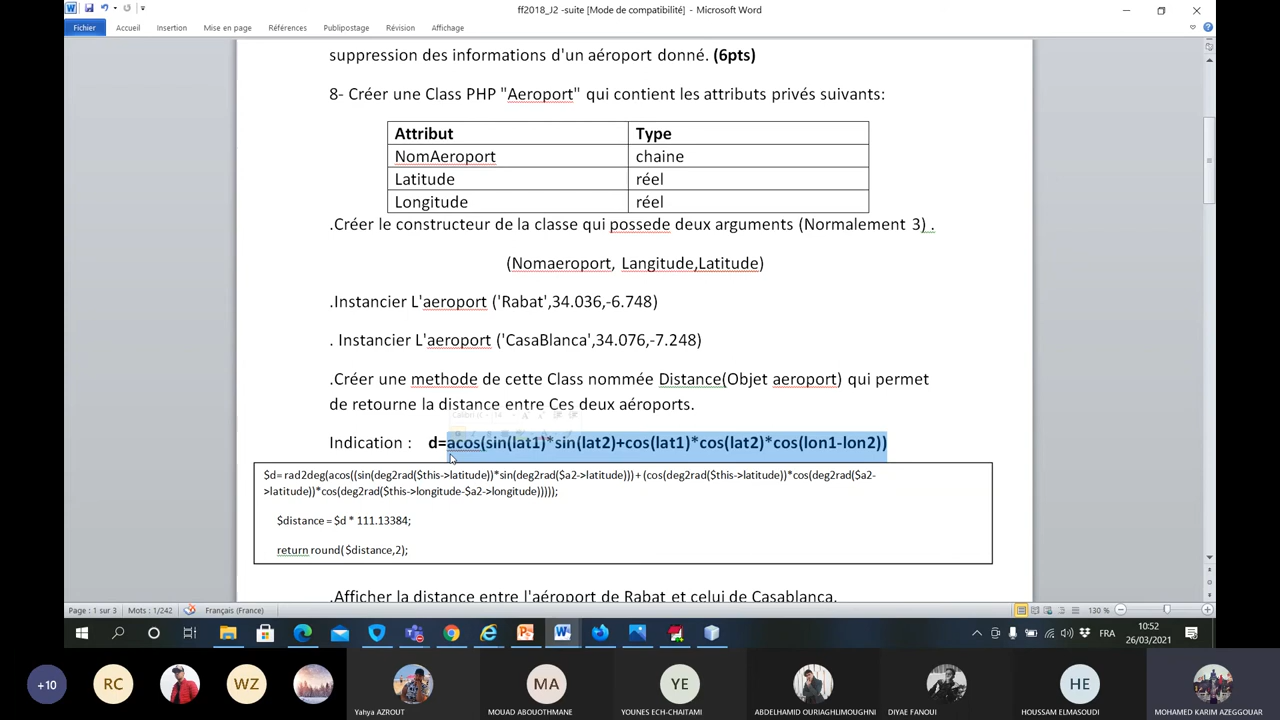 ff2018_J2 -suite [Mode de compatibilité] - Microsoft Word
Fichier Accueil Insertion Mise en page Références Publipostage Révision Affichage
suppression des informations d'un aéroport donné. (6pts)
8- Créer une Class PHP "Aeroport" qui contient les attributs privés suivants:
Attribut Type
NomAeroport chaine
Latitude réel
Longitude réel
.Créer le constructeur de la classe qui possede deux arguments (Normalement 3) .
(Nomaeroport, Langitude,Latitude)
.Instancier L'aeroport ('Rabat',34.036,-6.748)
. Instancier L'aeroport ('CasaBlanca',34.076,-7.248)
.Créer une methode de cette Class nommée Distance(Objet aeroport) qui permet
de retourne la distance entre Ces deux aéroports.
Indication : d=acos(sin(lat1)*sin(lat2)+cos(lat1)*cos(lat2)*cos(lon1-lon2))
$d= rad2deg(acos((sin(deg2rad($this->latitude))*sin(deg2rad($a2->latitude)))+(cos(deg2rad($this->latitude))*cos(deg2rad($a2-
>latitude))*cos(deg2rad($this->longitude-$a2->longitude)))));
$distance = $d * 111.13384;
return round($distance,2);
.Afficher la distance entre l'aéroport de Rabat et celui de Casablanca.
Page : 1 sur 3 Mots : 1/242 Français (France) 130 %
FRA
10:52
26/03/2021
+10 RC WZ MA YE HE
Yahya AZROUT MOUAD ABOUOTHMANE YOUNES ECH-CHAITAMI ABDELHAMID OURIAGHLIMOUGHNI DIYAE FANOUI HOUSSAM ELMASOUDI MOHAMED KARIM AZEGGOUAR